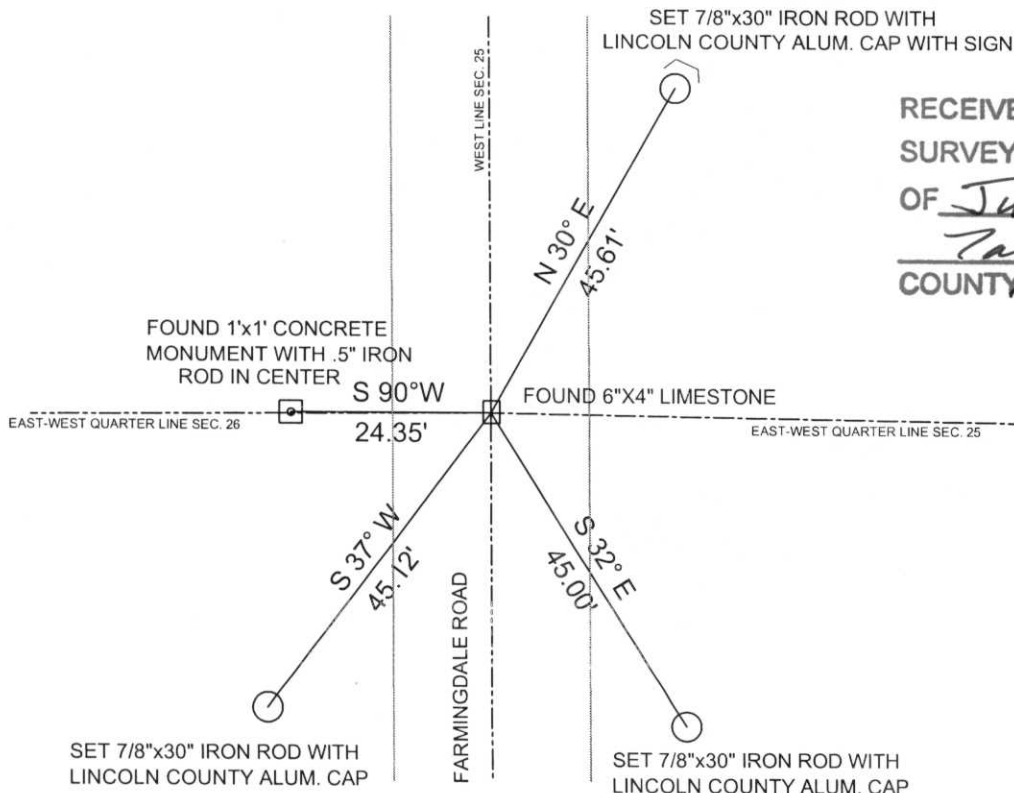 SET 7/8"x30" IRON ROD WITH
LINCOLN COUNTY ALUM. CAP WITH SIGN
WEST LINE SEC. 25
SURVEY
OF
COUNTY
N 30° E
45.61'
FOUND 1'x1' CONCRETE
MONUMENT WITH .5" IRON
ROD IN CENTER
S 90°W
24.35'
FOUND 6"X4" LIMESTONE
EAST-WEST QUARTER LINE SEC. 26
EAST-WEST QUARTER LINE SEC. 25
S 37° W
45.12'
S 32° E
45.00'
FARMINGDALE ROAD
SET 7/8"x30" IRON ROD WITH
LINCOLN COUNTY ALUM. CAP
SET 7/8"x30" IRON ROD WITH
LINCOLN COUNTY ALUM. CAP